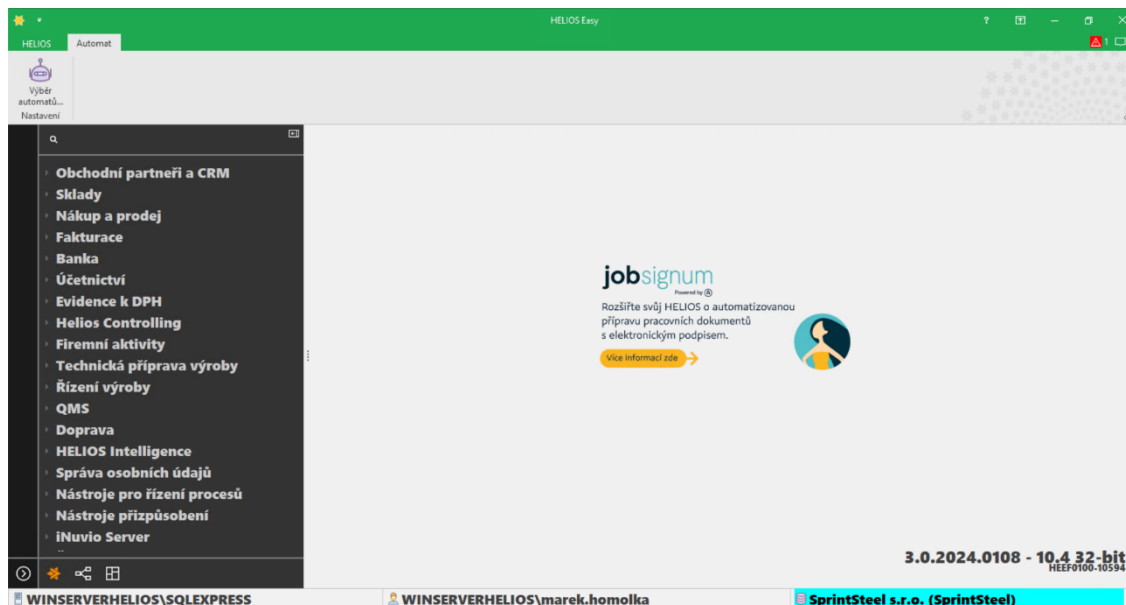 HELIOS Easy
HELIOS
Automat
1
Výběr
automatů...
Nastavení
Obchodní partneři a CRM
Sklady
Nákup a prodej
Fakturace
Banka
Účetnictví
Evidence k DPH
Helios Controlling
Firemní aktivity
Technická příprava výroby
Řízení výroby
QMS
Doprava
HELIOS Intelligence
Správa osobních údajů
Nástroje pro řízení procesů
Nástroje přizpůsobení
iNuvio Server
jobsignum
Powered by
Rozšiřte svůj HELIOS o automatizovanou
přípravu pracovních dokumentů
s elektronickým podpisem.
Více informací zde
3.0.2024.0108 - 10.4 32-bit
HEEF0100-10594
WINSERVERHELIOS\SQLEXPRESS
WINSERVERHELIOS\marek.homolka
SprintSteel s.r.o. (SprintSteel)